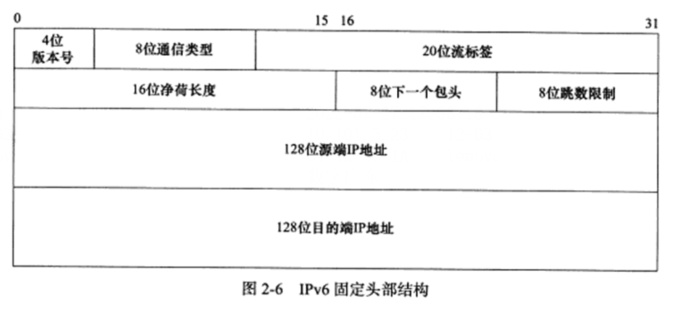 0 15 16 31
4位 8位通信类型 20位流标签
版本号
16位净荷长度 8位下一个包头 8位跳数限制
128位源端IP地址
128位目的端IP地址
图 2-6 IPv6 固定头部结构